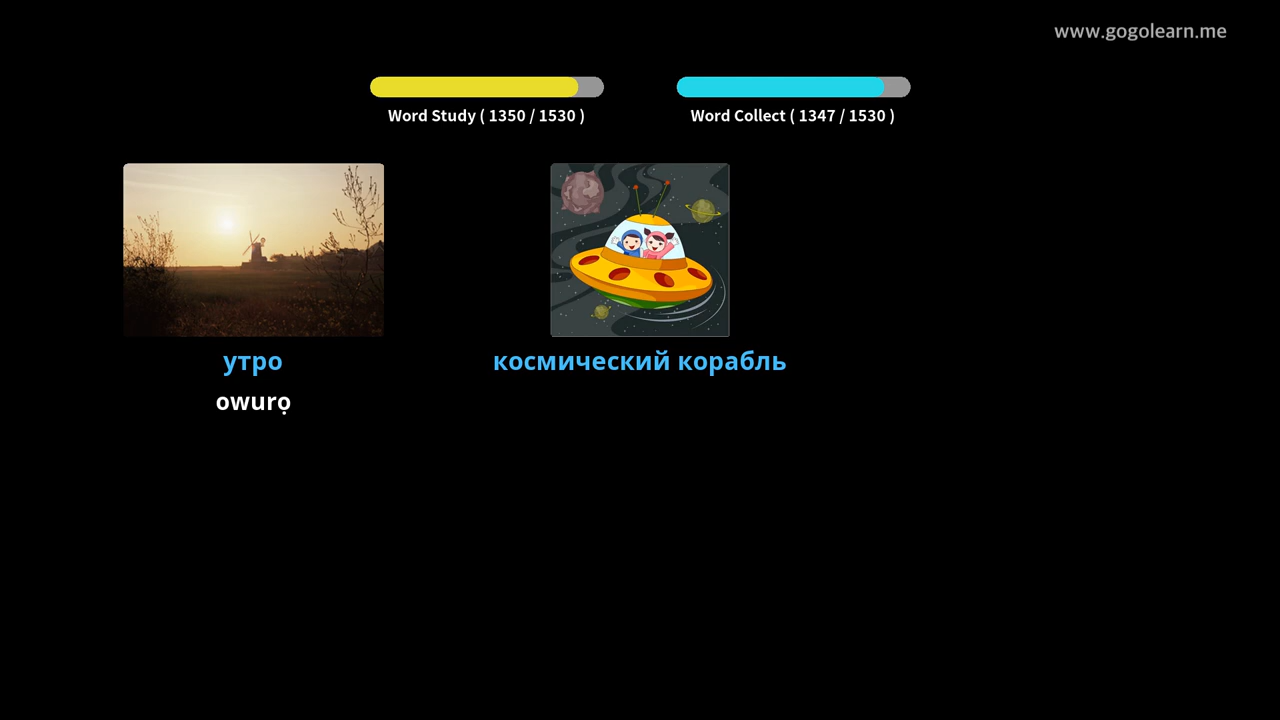 www.gogolearn.me
Word Study ( 1350 / 1530 )
Word Collect ( 1347 / 1530 )
утро
owurọ
космический корабль